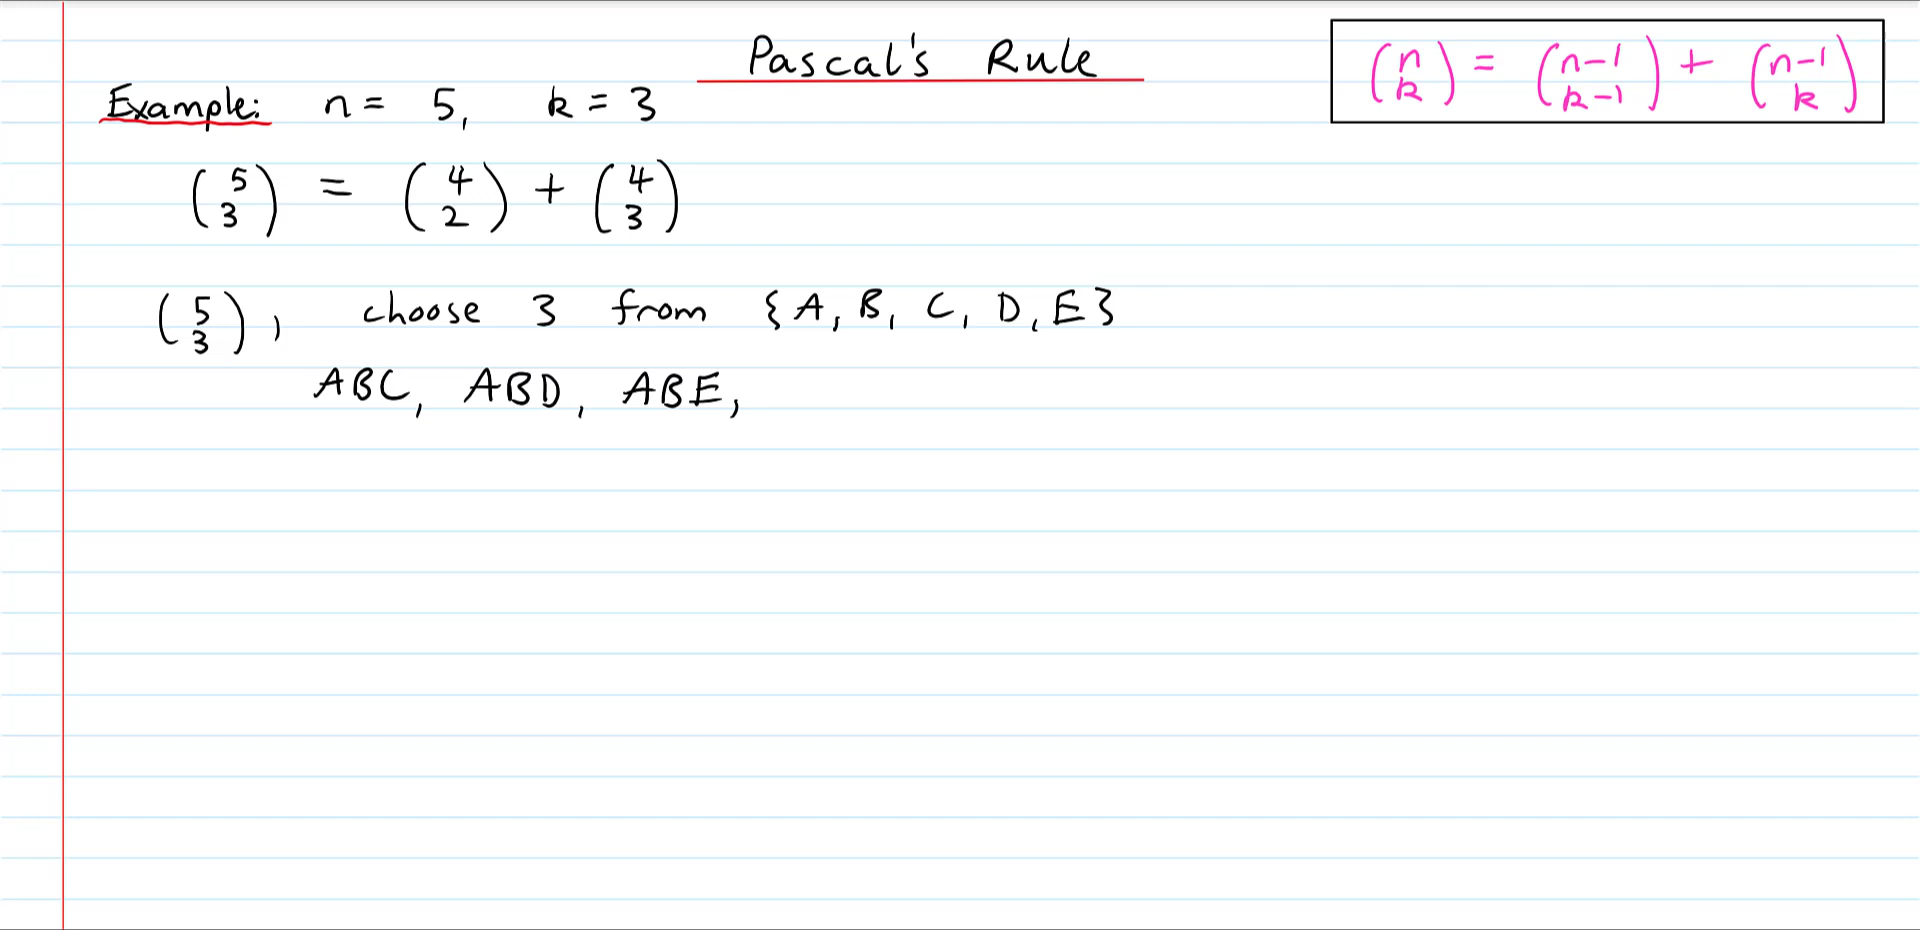 Pascal's Rule
(n k) = (n-1 k-1) + (n-1 k)
Example: n = 5, k = 3
(5 3) = (4 2) + (4 3)
(5 3), choose 3 from {A, B, C, D, E}
ABC, ABD, ABE,